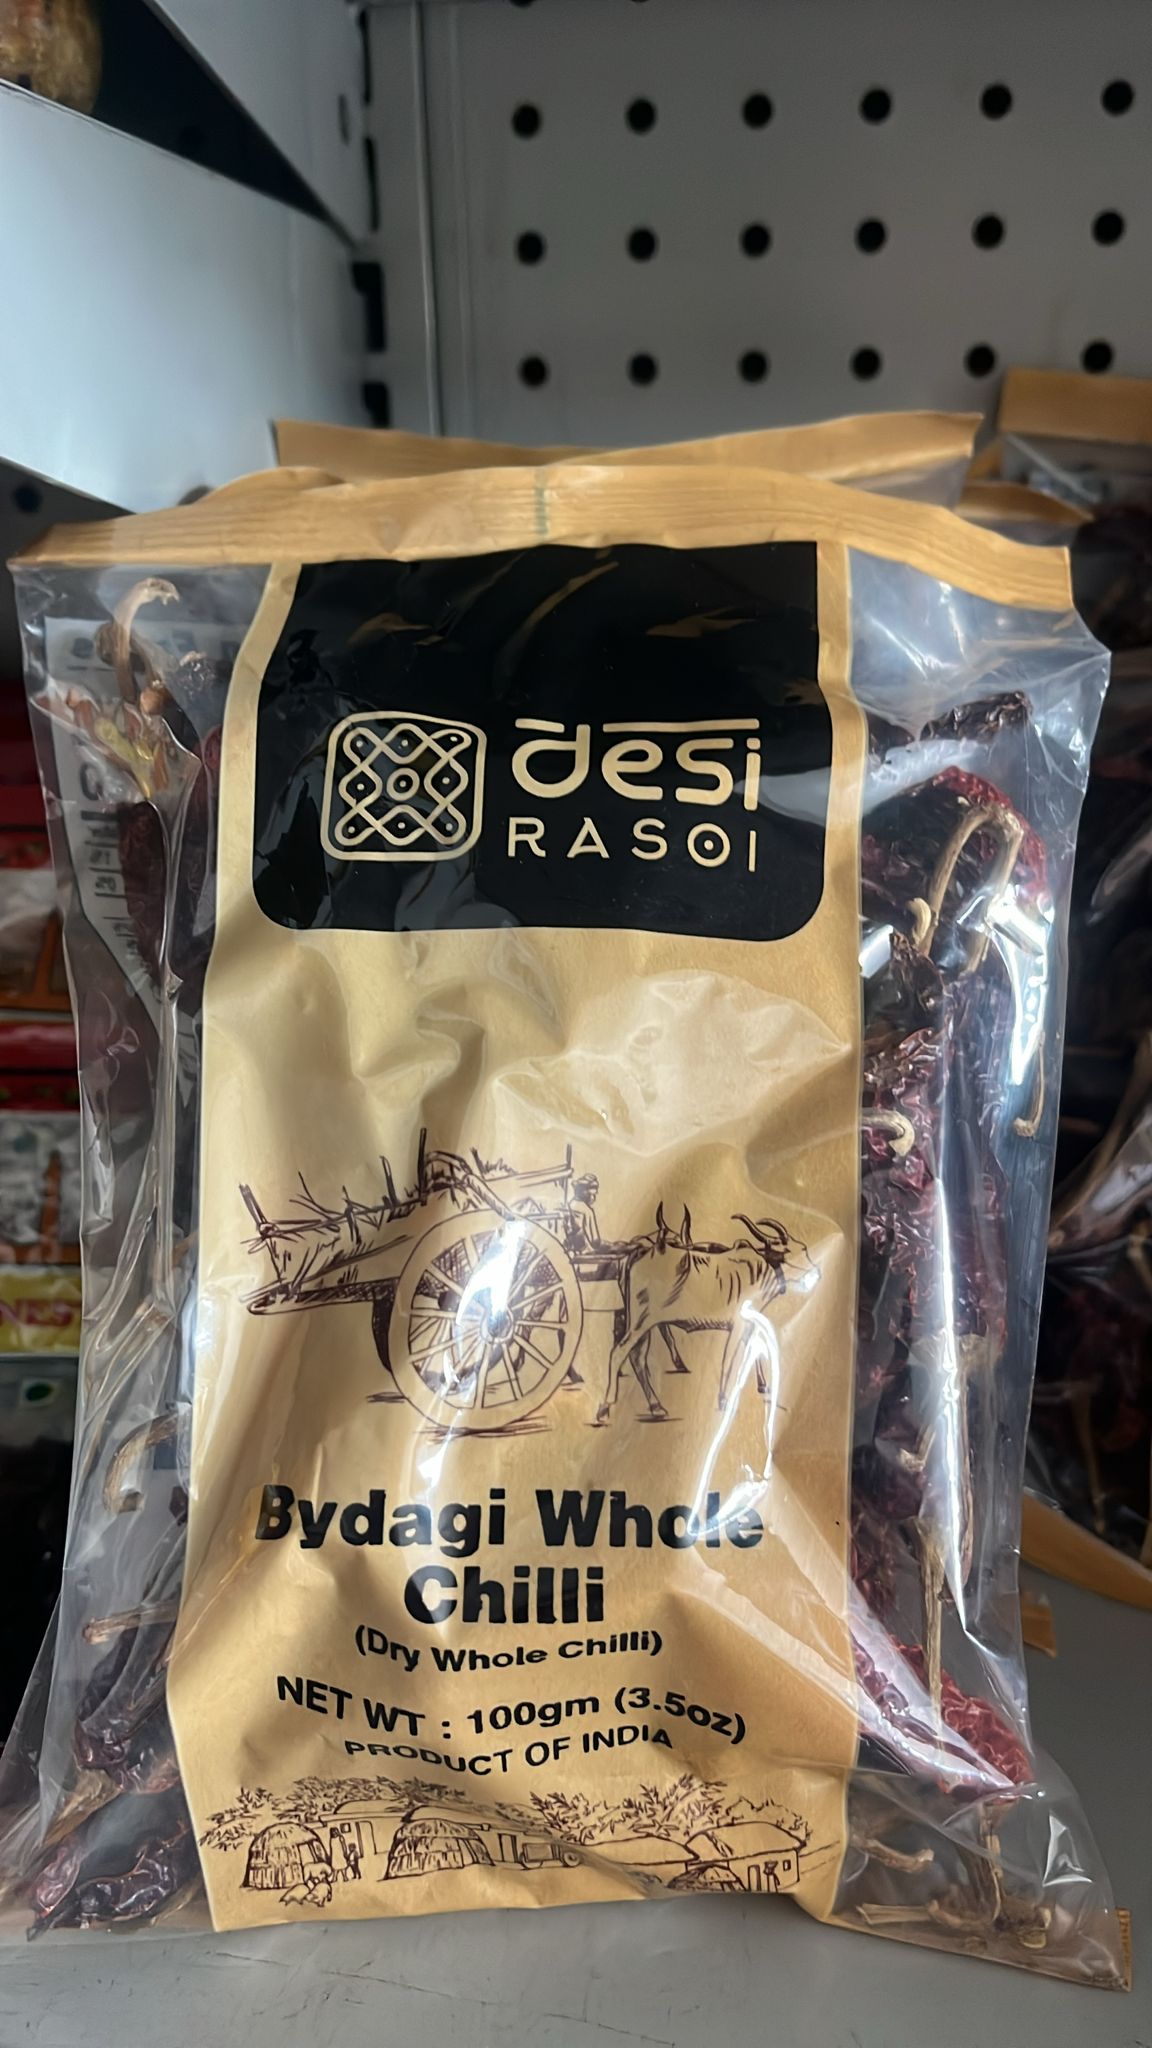 desi
RASOI
Bydagi Whole
Chilli
(Dry Whole Chilli)
NET WT : 100gm (3.5oz)
PRODUCT OF INDIA